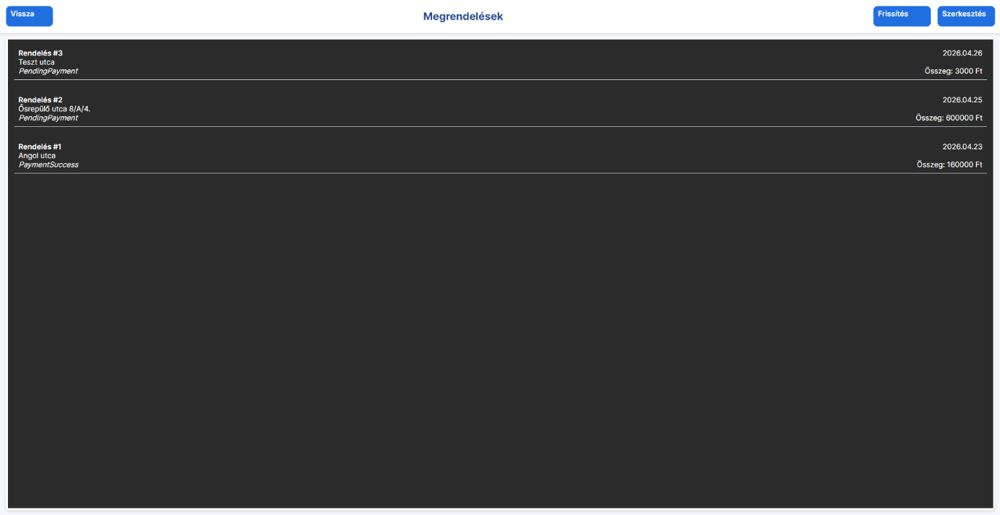 Vissza
Megrendelések
Frissítés
Szerkesztés
Rendelés #3
2026.04.26
Teszt utca
PendingPayment
Összeg: 3000 Ft
Rendelés #2
2026.04.25
Ősrepülő utca 8/A/4.
PendingPayment
Összeg: 600000 Ft
Rendelés #1
2026.04.23
Angol utca
PaymentSuccess
Összeg: 160000 Ft